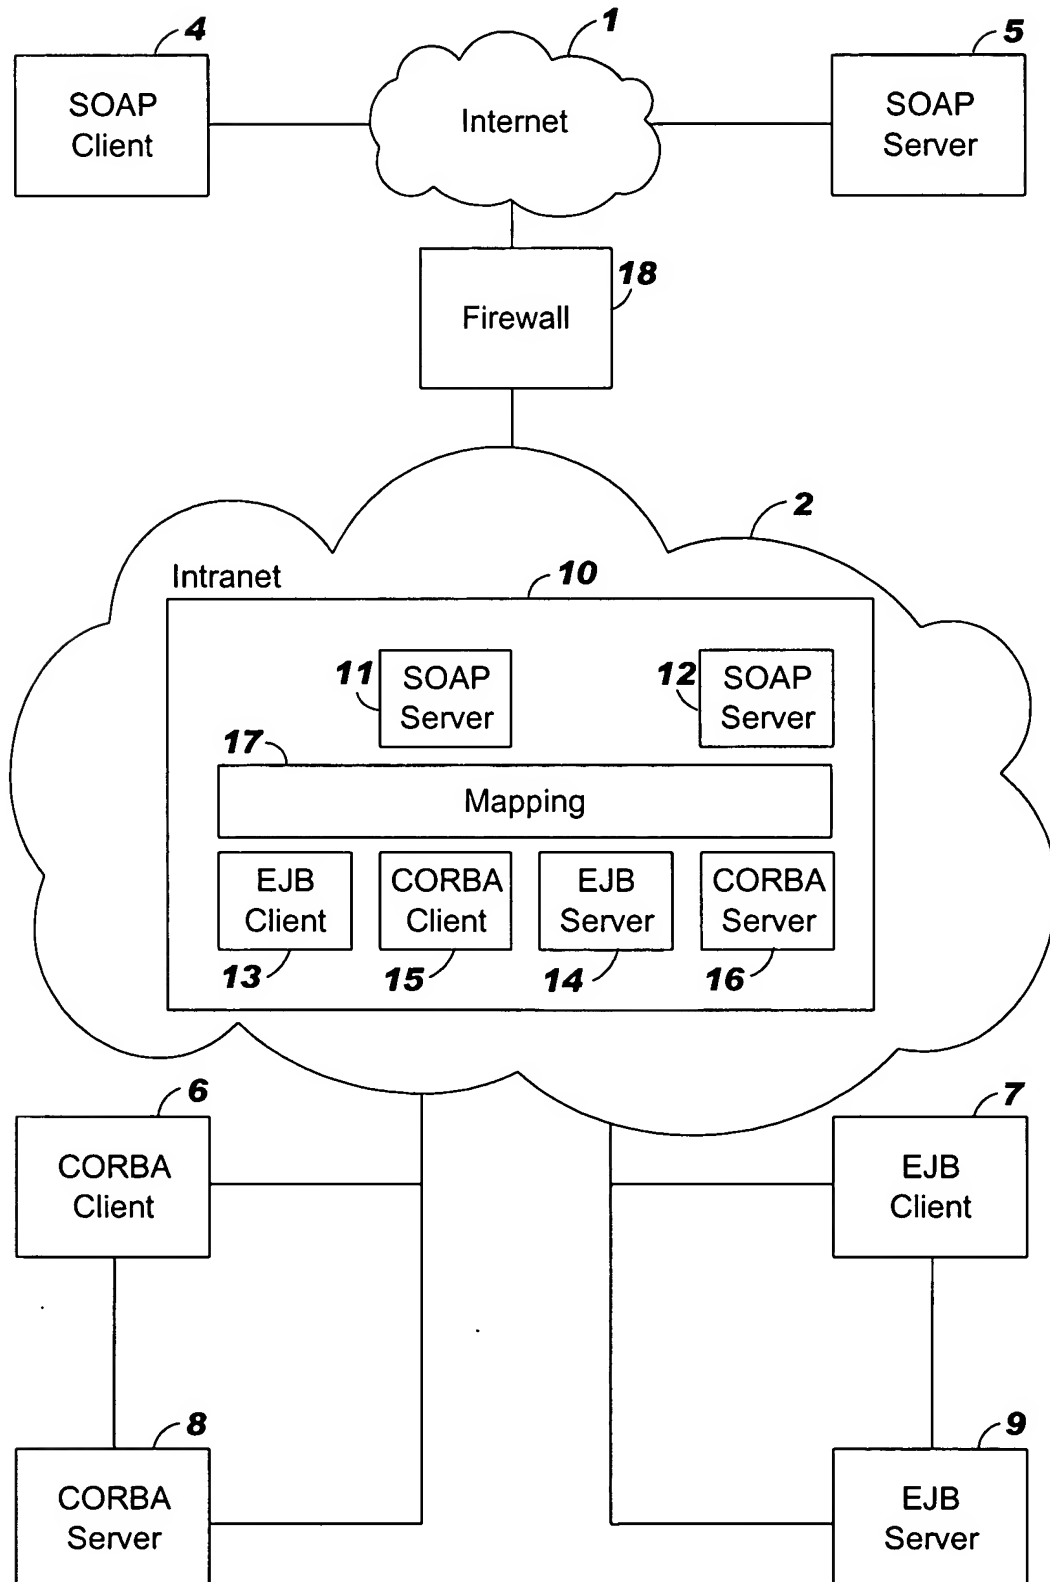 4
1
5
SOAP
Client
Internet
SOAP
Server
18
Firewall
2
Intranet
10
11
SOAP
Server
12
SOAP
Server
17
Mapping
EJB
Client
CORBA
Client
EJB
Server
CORBA
Server
13
15
14
16
6
7
CORBA
Client
EJB
Client
8
9
CORBA
Server
EJB
Server